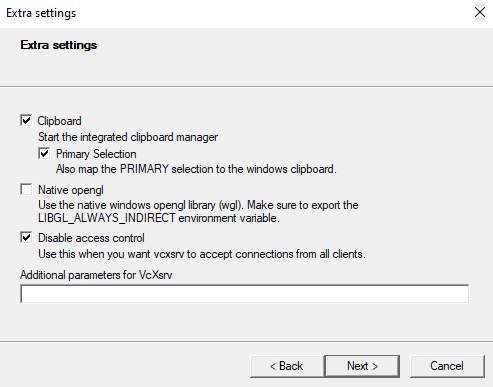 Extra settings
Extra settings
Clipboard
Start the integrated clipboard manager
Primary Selection
Also map the PRIMARY selection to the windows clipboard.
Native opengl
Use the native windows opengl library (wgl). Make sure to export the
LIBGL_ALWAYS_INDIRECT environment variable.
Disable access control
Use this when you want vcxsrv to accept connections from all clients.
Additional parameters for VcXsrv
< Back Next > Cancel